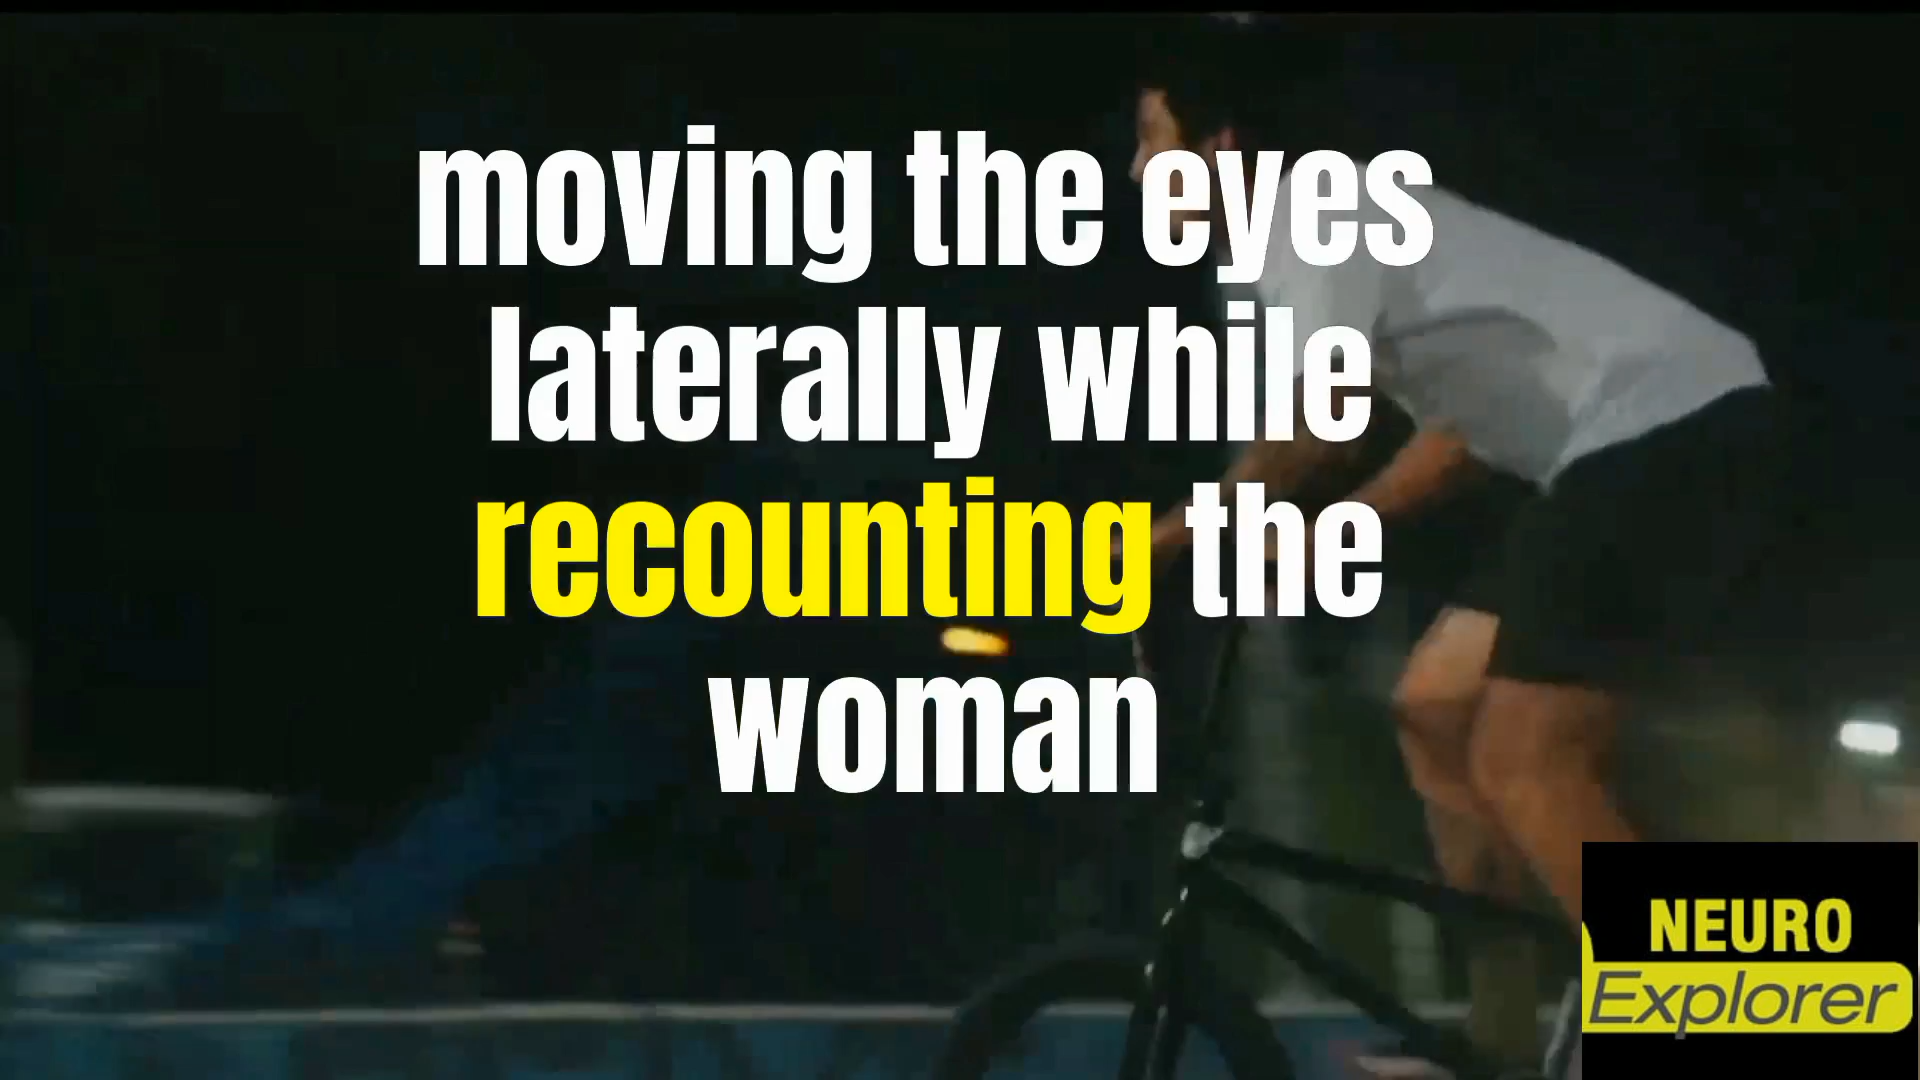 moving the eyes
laterally while
recounting the
woman
NEURO
Explorer